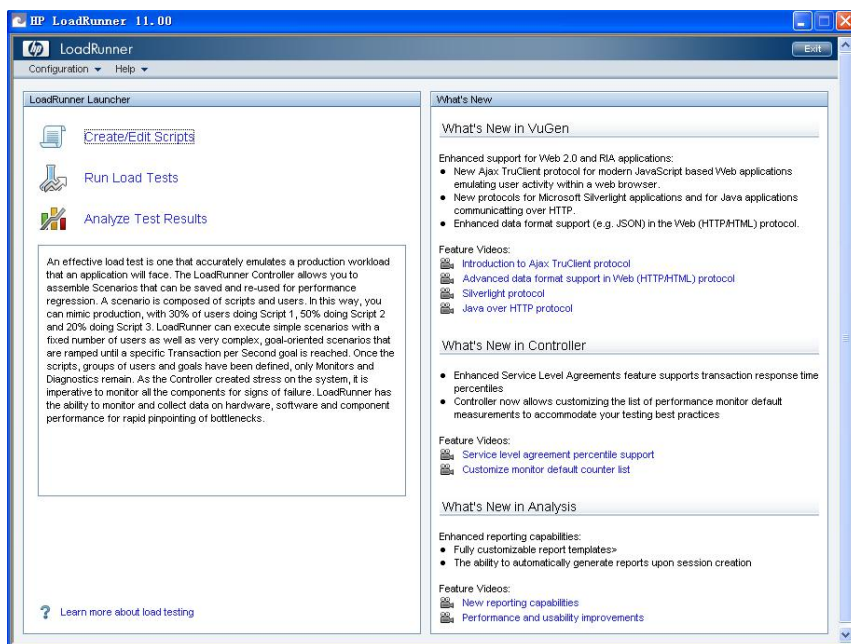 HP LoadRunner 11.00
hp LoadRunner
Exit
Configuration Help
LoadRunner Launcher
Create/Edit Scripts
Run Load Tests
Analyze Test Results
An effective load test is one that accurately emulates a production workload
that an application will face. The LoadRunner Controller allows you to
assemble Scenarios that can be saved and re-used for performance
regression. A scenario is composed of scripts and users. In this way, you
can mimic production, with 30% of users doing Script 1, 50% doing Script 2
and 20% doing Script 3. LoadRunner can execute simple scenarios with a
fixed number of users as well as very complex, goal-oriented scenarios that
are ramped until a specific Transaction per Second goal is reached. Once the
scripts, groups of users and goals have been defined, only Monitors and
Diagnostics remain. As the Controller created stress on the system, it is
imperative to monitor all the components for signs of failure. LoadRunner has
the ability to monitor and collect data on hardware, software and component
performance for rapid pinpointing of bottlenecks.
? Learn more about load testing
What's New
What's New in VuGen
Enhanced support for Web 2.0 and RIA applications:
• New Ajax TruClient protocol for modern JavaScript based Web applications
emulating user activity within a web browser.
• New protocols for Microsoft Silverlight applications and for Java applications
communicatting over HTTP.
• Enhanced data format support (e.g. JSON) in the Web (HTTP/HTML) protocol.
Feature Videos:
Introduction to Ajax TruClient protocol
Advanced data format support in Web (HTTP/HTML) protocol
Silverlight protocol
Java over HTTP protocol
What's New in Controller
• Enhanced Service Level Agreements feature supports transaction response time
percentiles
• Controller now allows customizing the list of performance monitor default
measurements to accommodate your testing best practices
Feature Videos:
Service level agreement percentile support
Customize monitor default counter list
What's New in Analysis
Enhanced reporting capabilities:
• Fully customizable report templates>
• The ability to automatically generate reports upon session creation
Feature Videos:
New reporting capabilities
Performance and usability improvements